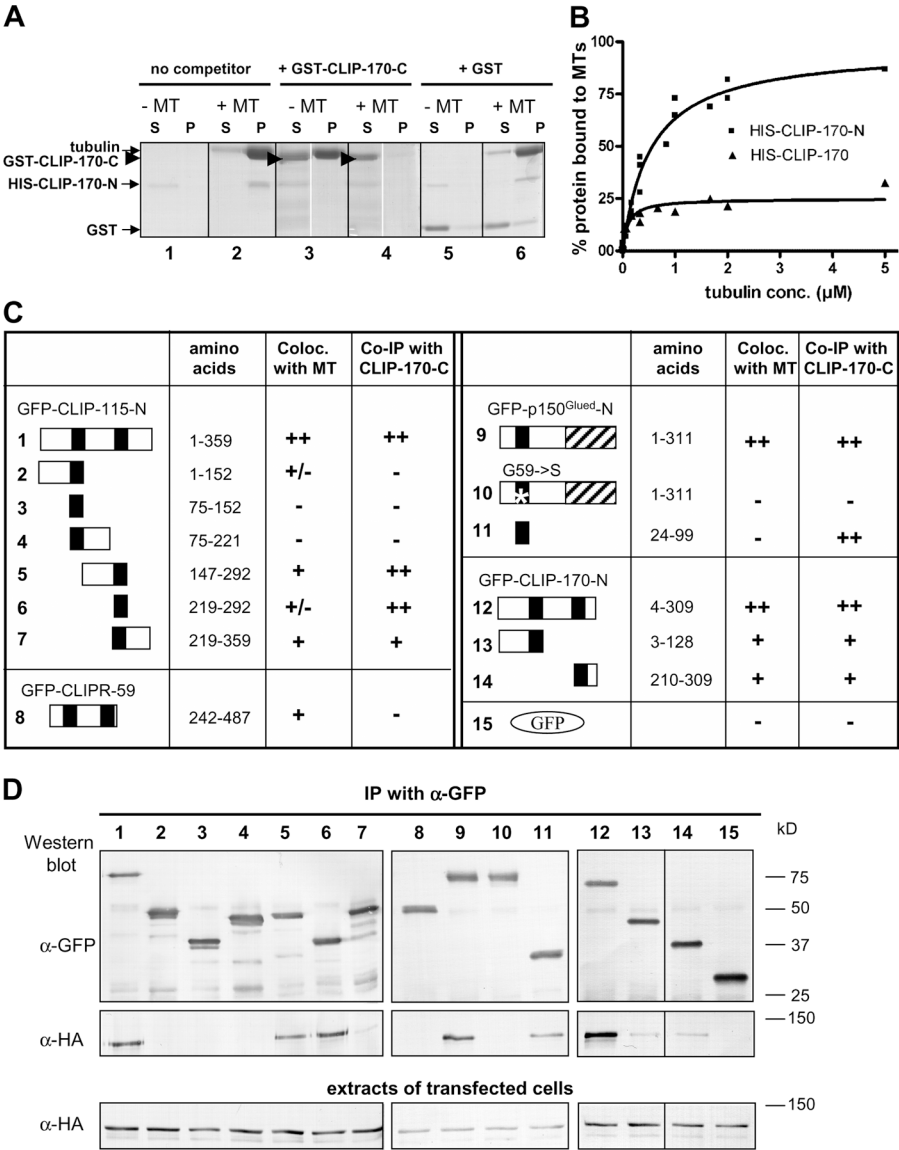 A
no competitor + GST-CLIP-170-C + GST
- MT + MT - MT + MT - MT + MT
S P S P S P S P S P S P
tubulin
GST-CLIP-170-C
HIS-CLIP-170-N
GST
1 2 3 4 5 6
B
% protein bound to MTs
100
75
50
25
00
HIS-CLIP-170-N
HIS-CLIP-170
0 1 2 3 4 5
tubulin conc. (µM)
C
amino acids Coloc. with MT Co-IP with CLIP-170-C
GFP-CLIP-115-N
1 1-359 ++ ++
2 1-152 +/- -
3 75-152 - -
4 75-221 - -
5 147-292 + ++
6 219-292 +/- ++
7 219-359 + +
GFP-CLIPR-59
8 242-487 + -
amino acids Coloc. with MT Co-IP with CLIP-170-C
GFP-p150Glued-N
9 1-311 ++ ++
G59->S
10 * 1-311 - -
11 24-99 - ++
GFP-CLIP-170-N
12 4-309 ++ ++
13 3-128 + +
14 210-309 + +
15 GFP - -
D
IP with α-GFP
Western blot
1 2 3 4 5 6 7 8 9 10 11 12 13 14 15
kD
α-GFP
75
50
37
25
α-HA
150
extracts of transfected cells
α-HA
150